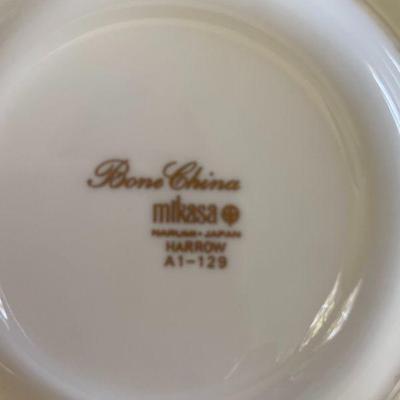 Bone China
mikasa
NARUMI • JAPAN
HARROW
A1-129